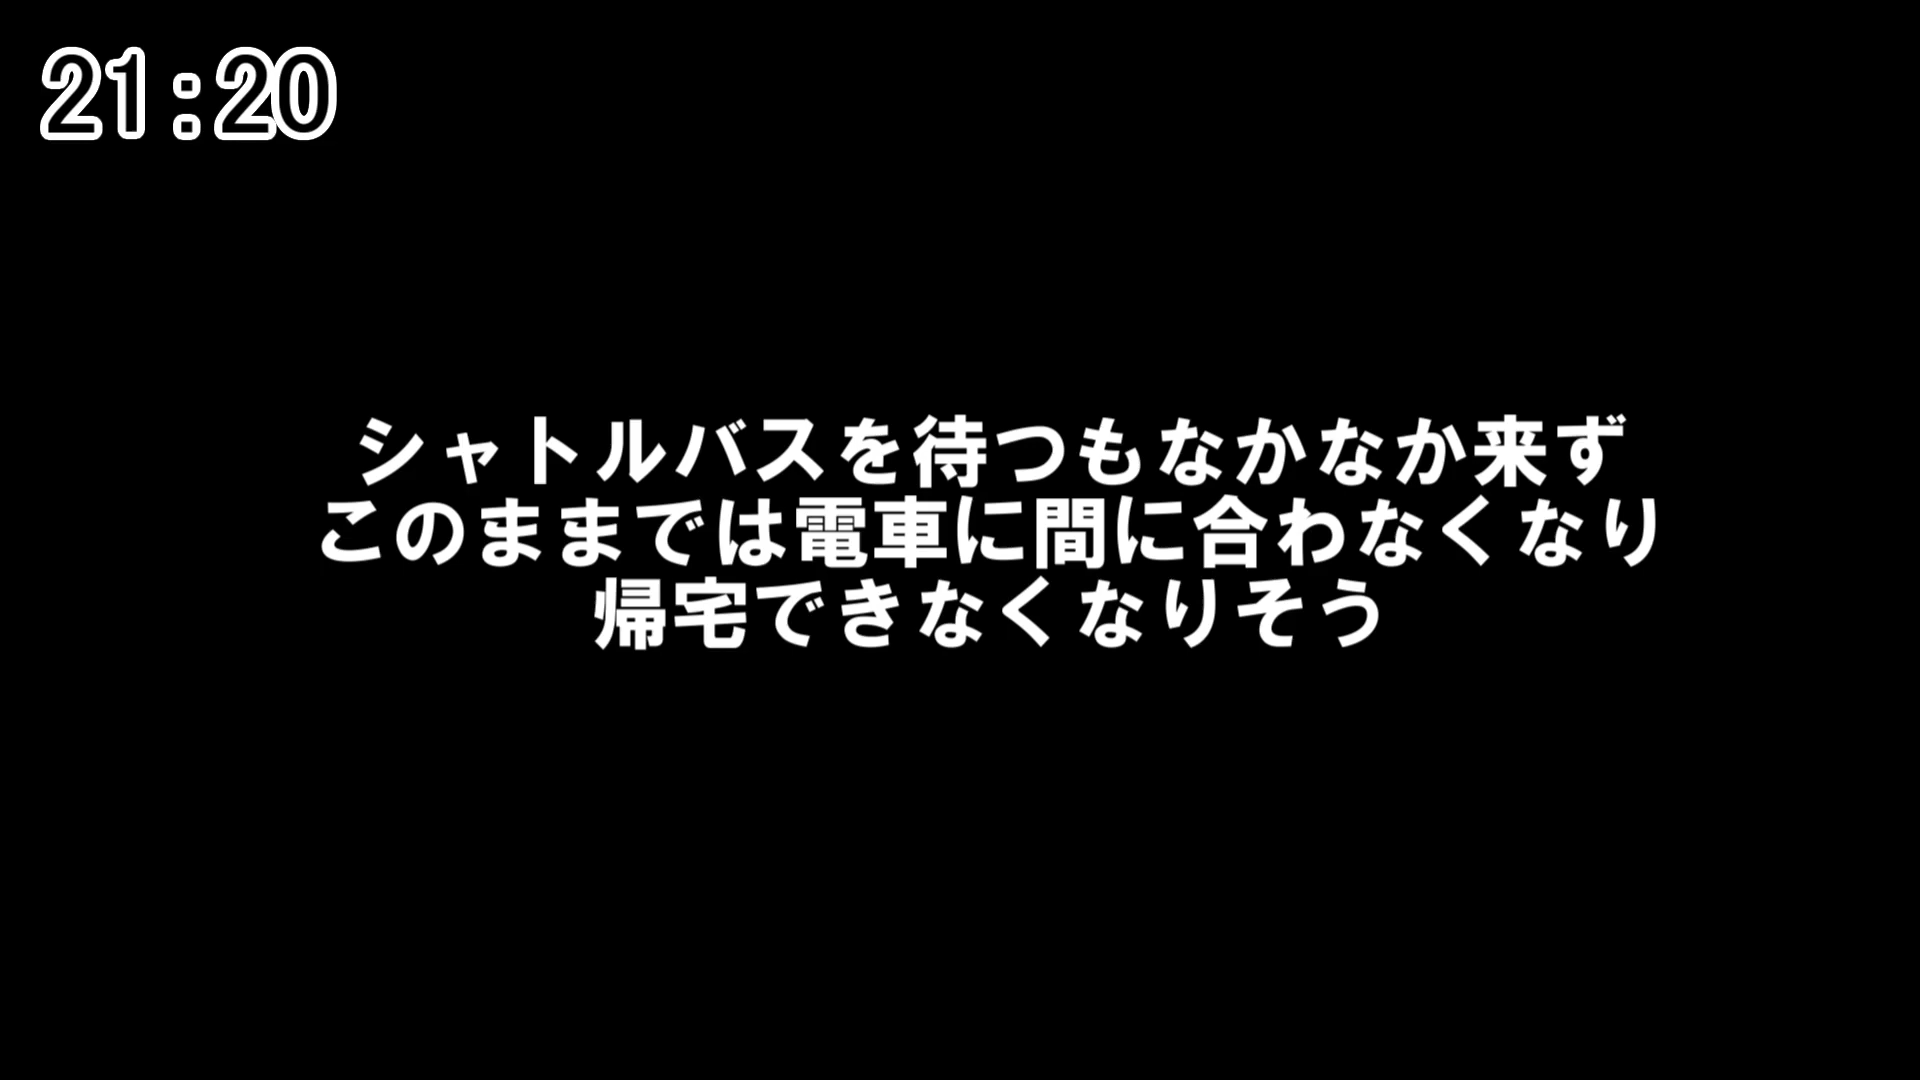 21:20
シャトルバスを待つもなかなか来ず
このままでは電車に間に合わなくなり
帰宅できなくなりそう